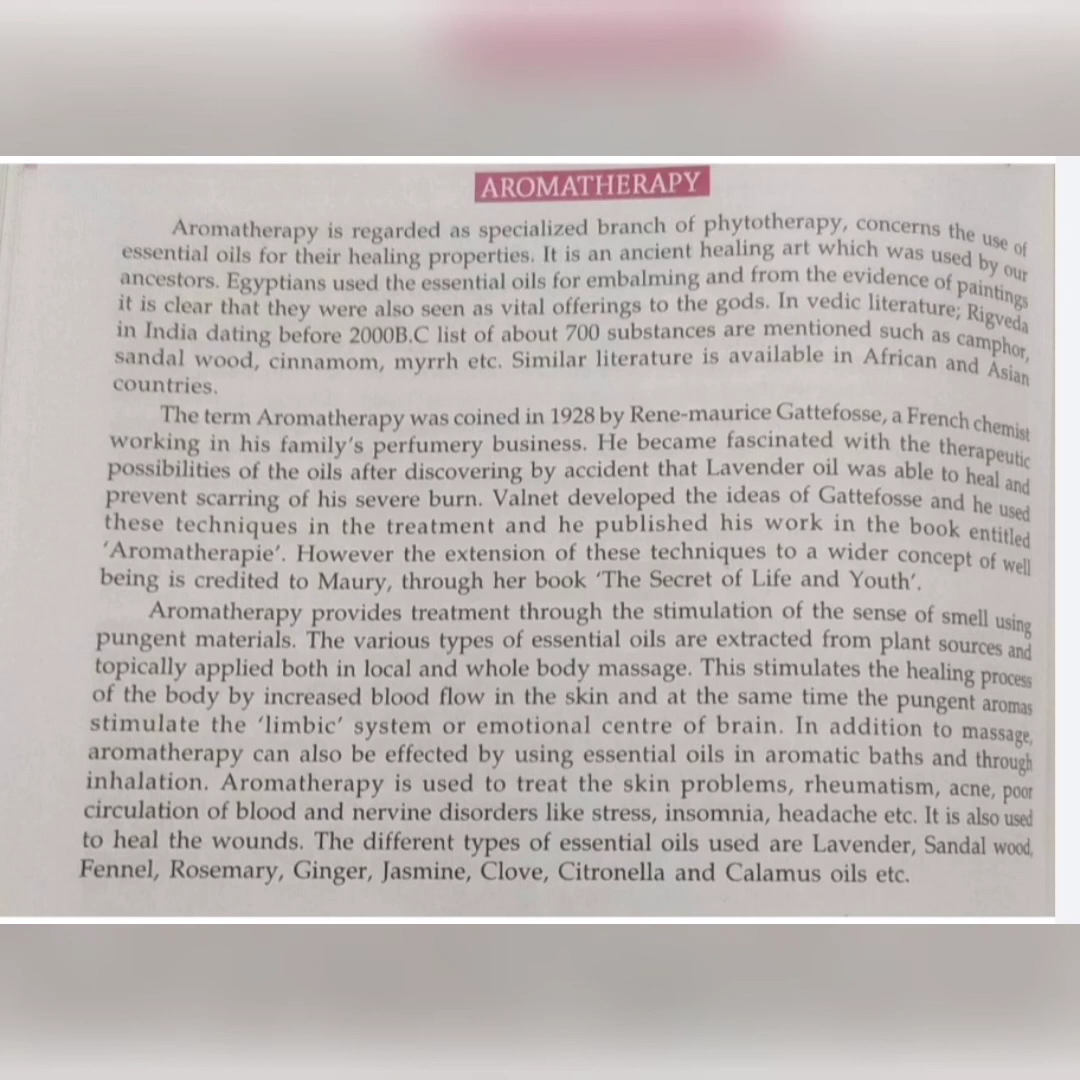 AROMATHERAPY
Aromatherapy is regarded as specialized branch of phytotherapy, concerns the use of
essential oils for their healing properties. It is an ancient healing art which was used by our
ancestors. Egyptians used the essential oils for embalming and from the evidence of paintings
it is clear that they were also seen as vital offerings to the gods. In vedic literature; Rigveda
in India dating before 2000B.C list of about 700 substances are mentioned such as camphor,
sandal wood, cinnamom, myrrh etc. Similar literature is available in African and Asian
countries.
The term Aromatherapy was coined in 1928 by Rene-maurice Gattefosse, a French chemist
working in his family's perfumery business. He became fascinated with the therapeutic
possibilities of the oils after discovering by accident that Lavender oil was able to heal and
prevent scarring of his severe burn. Valnet developed the ideas of Gattefosse and he used
these techniques in the treatment and he published his work in the book entitled
'Aromatherapie'. However the extension of these techniques to a wider concept of well
being is credited to Maury, through her book 'The Secret of Life and Youth'.
Aromatherapy provides treatment through the stimulation of the sense of smell using
pungent materials. The various types of essential oils are extracted from plant sources and
topically applied both in local and whole body massage. This stimulates the healing process
of the body by increased blood flow in the skin and at the same time the pungent aromas
stimulate the 'limbic' system or emotional centre of brain. In addition to massage,
aromatherapy can also be effected by using essential oils in aromatic baths and through
inhalation. Aromatherapy is used to treat the skin problems, rheumatism, acne, poor
circulation of blood and nervine disorders like stress, insomnia, headache etc. It is also used
to heal the wounds. The different types of essential oils used are Lavender, Sandal wood,
Fennel, Rosemary, Ginger, Jasmine, Clove, Citronella and Calamus oils etc.